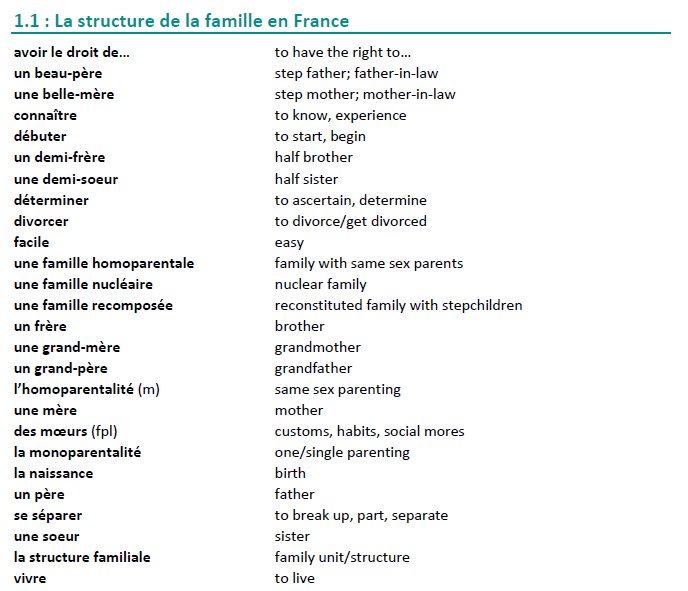 1.1 : La structure de la famille en France
avoir le droit de... to have the right to...
un beau-père step father; father-in-law
une belle-mère step mother; mother-in-law
connaître to know, experience
débuter to start, begin
un demi-frère half brother
une demi-soeur half sister
déterminer to ascertain, determine
divorcer to divorce/get divorced
facile easy
une famille homoparentale family with same sex parents
une famille nucléaire nuclear family
une famille recomposée reconstituted family with stepchildren
un frère brother
une grand-mère grandmother
un grand-père grandfather
l’homoparentalité (m) same sex parenting
une mère mother
des mœurs (fpl) customs, habits, social mores
la monoparentalité one/single parenting
la naissance birth
un père father
se séparer to break up, part, separate
une soeur sister
la structure familiale family unit/structure
vivre to live